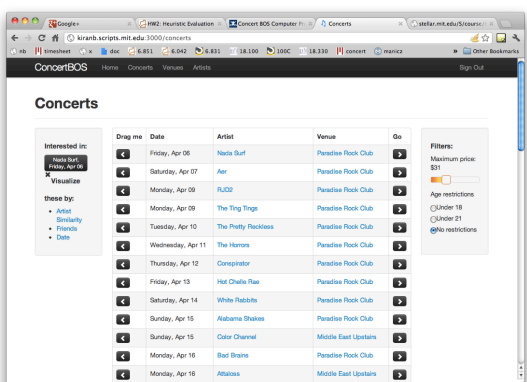 Google+
HW2: Heuristic Evaluation
Concert BOS Computer Pr
Concerts
stellar.mit.edu/S/course/
kiranb.scripts.mit.edu:3000/concerts
nb
timesheet
x
doc
6.851
6.042
6.831
18.100
100C
18.330
concert
manicz
»
Other Bookmarks
ConcertBOS
Home
Concerts
Venues
Artists
Sign Out
Concerts
Interested in:
Nada Surf,
Friday, Apr 06
Visualize
these by:
• Artist
Similarity
• Friends
• Date
Drag me Date Artist Venue Go
Friday, Apr 06 Nada Surf Paradise Rock Club
Saturday, Apr 07 Aer Paradise Rock Club
Monday, Apr 09 RJD2 Paradise Rock Club
Monday, Apr 09 The Ting Tings Paradise Rock Club
Tuesday, Apr 10 The Pretty Reckless Paradise Rock Club
Wednesday, Apr 11 The Horrors Paradise Rock Club
Thursday, Apr 12 Conspirator Paradise Rock Club
Friday, Apr 13 Hot Chelle Rae Paradise Rock Club
Saturday, Apr 14 White Rabbits Paradise Rock Club
Sunday, Apr 15 Alabama Shakes Paradise Rock Club
Sunday, Apr 15 Color Channel Middle East Upstairs
Monday, Apr 16 Bad Brains Paradise Rock Club
Monday, Apr 16 Attaloss Middle East Upstairs
Filters:
Maximum price:
$31
Age restrictions
Under 18
Under 21
No restrictions